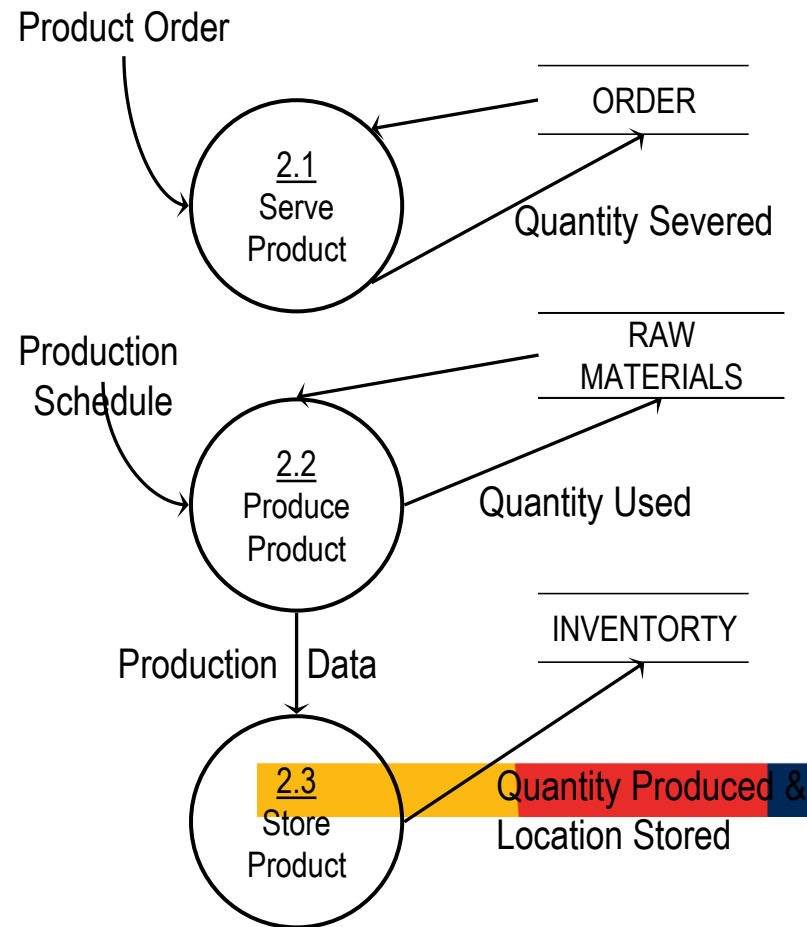 Product Order
ORDER
2.1
Serve
Product
Quantity Severed
Production
Schedule
RAW
MATERIALS
2.2
Produce
Product
Quantity Used
INVENTORTY
Production Data
2.3
Store
Product
Quantity Produced &
Location Stored